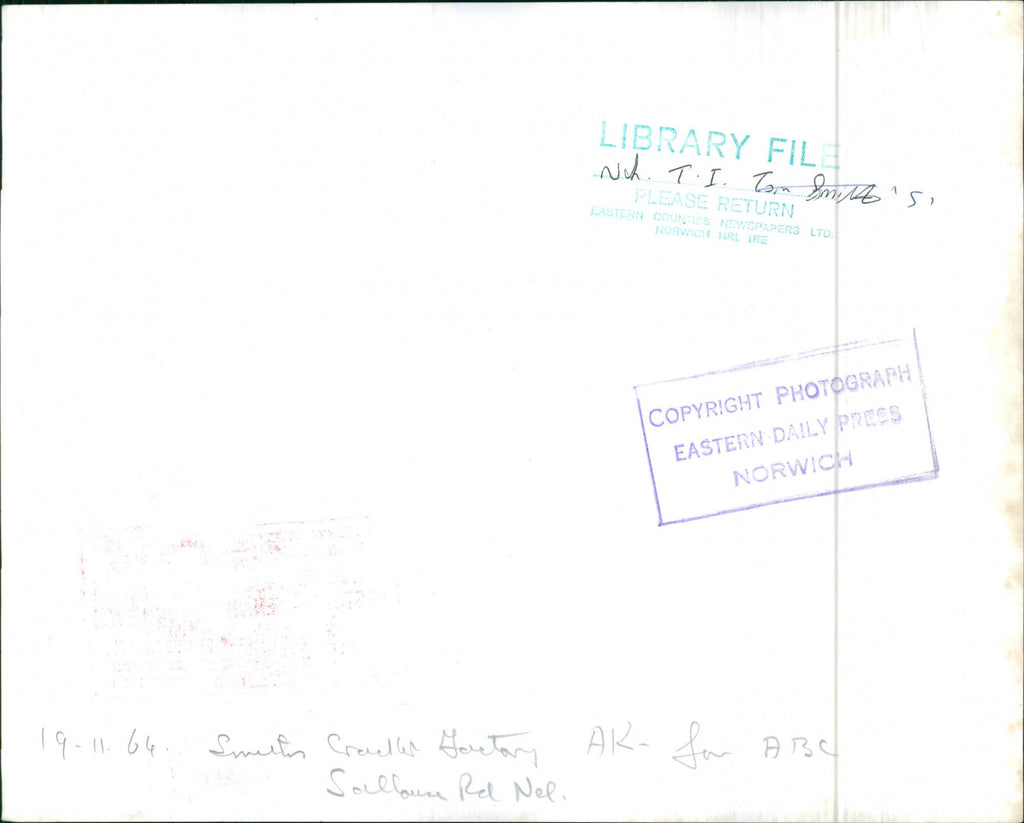 LIBRARY FILE
Nch. T.I. Tom Smith's
PLEASE RETURN
EASTERN COUNTIES NEWSPAPERS LTD.
NORWICH NR1 1RE
COPYRIGHT PHOTOGRAPH
EASTERN DAILY PRESS
NORWICH
19-11.64. Smiths Cracker Factory AK- for ABC
Salhouse Rd